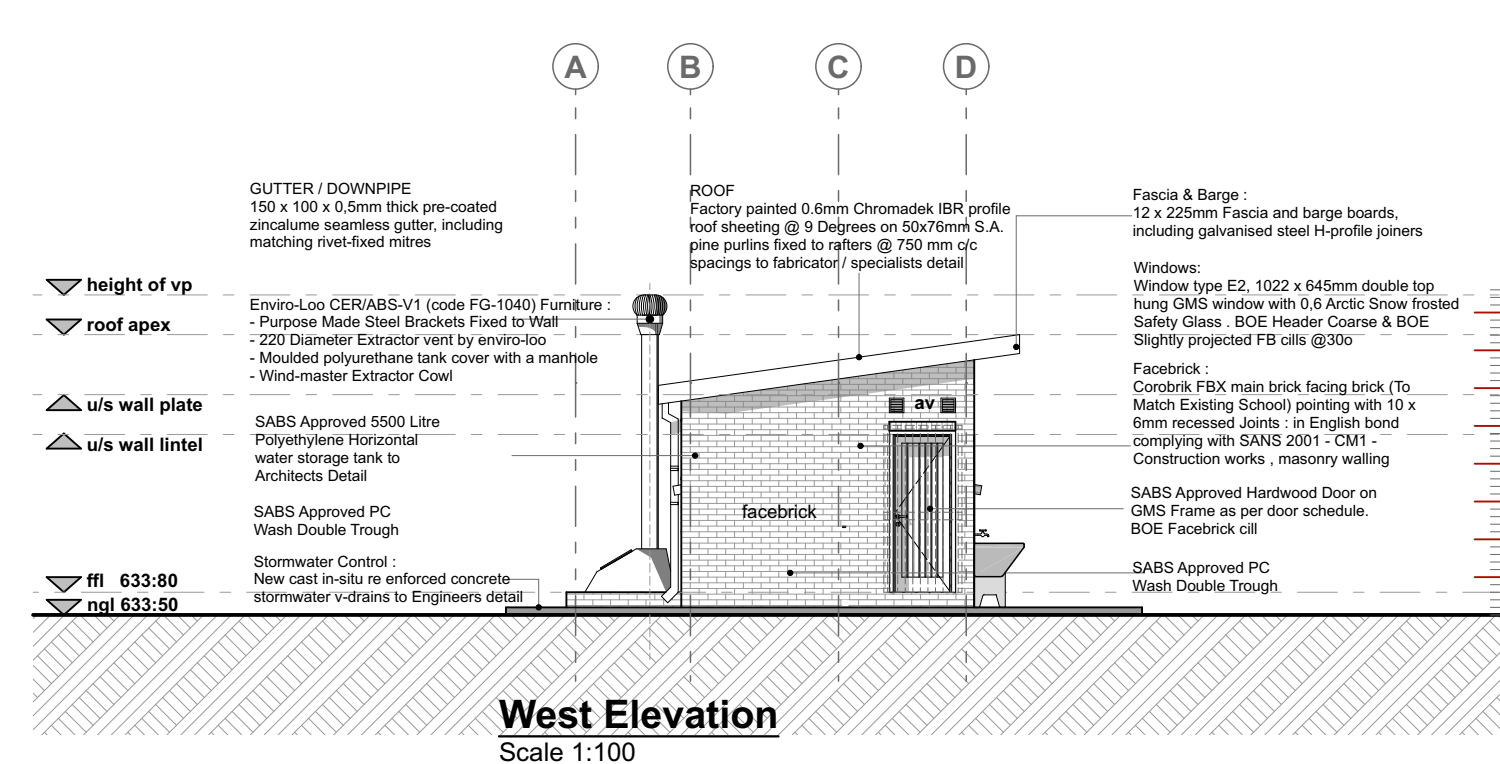 A
B
C
D
GUTTER / DOWNPIPE
150 x 100 x 0,5mm thick pre-coated
zincalume seamless gutter, including
matching rivet-fixed mitres
ROOF
Factory painted 0.6mm Chromadek IBR profile
roof sheeting @ 9 Degrees on 50x76mm S.A.
pine purlins fixed to rafters @ 750 mm c/c
spacings to fabricator / specialists detail
Fascia & Barge :
12 x 225mm Fascia and barge boards,
including galvanised steel H-profile joiners
Windows:
Window type E2, 1022 x 645mm double top
hung GMS window with 0,6 Arctic Snow frosted
Safety Glass . BOE Header Coarse & BOE
Slightly projected FB cills @30o
height of vp
roof apex
u/s wall plate
u/s wall lintel
ffl 633:80
ngl 633:50
Enviro-Loo CER/ABS-V1 (code FG-1040) Furniture :
- Purpose Made Steel Brackets Fixed to Wall
- 220 Diameter Extractor vent by enviro-loo
- Moulded polyurethane tank cover with a manhole
- Wind-master Extractor Cowl
SABS Approved 5500 Litre
Polyethylene Horizontal
water storage tank to
Architects Detail
SABS Approved PC
Wash Double Trough
Stormwater Control :
New cast in-situ re enforced concrete
stormwater v-drains to Engineers detail
av
facebrick
Facebrick :
Corobrik FBX main brick facing brick (To
Match Existing School) pointing with 10 x
6mm recessed Joints : in English bond
complying with SANS 2001 - CM1 -
Construction works , masonry walling
SABS Approved Hardwood Door on
GMS Frame as per door schedule.
BOE Facebrick cill
SABS Approved PC
Wash Double Trough
West Elevation
Scale 1:100